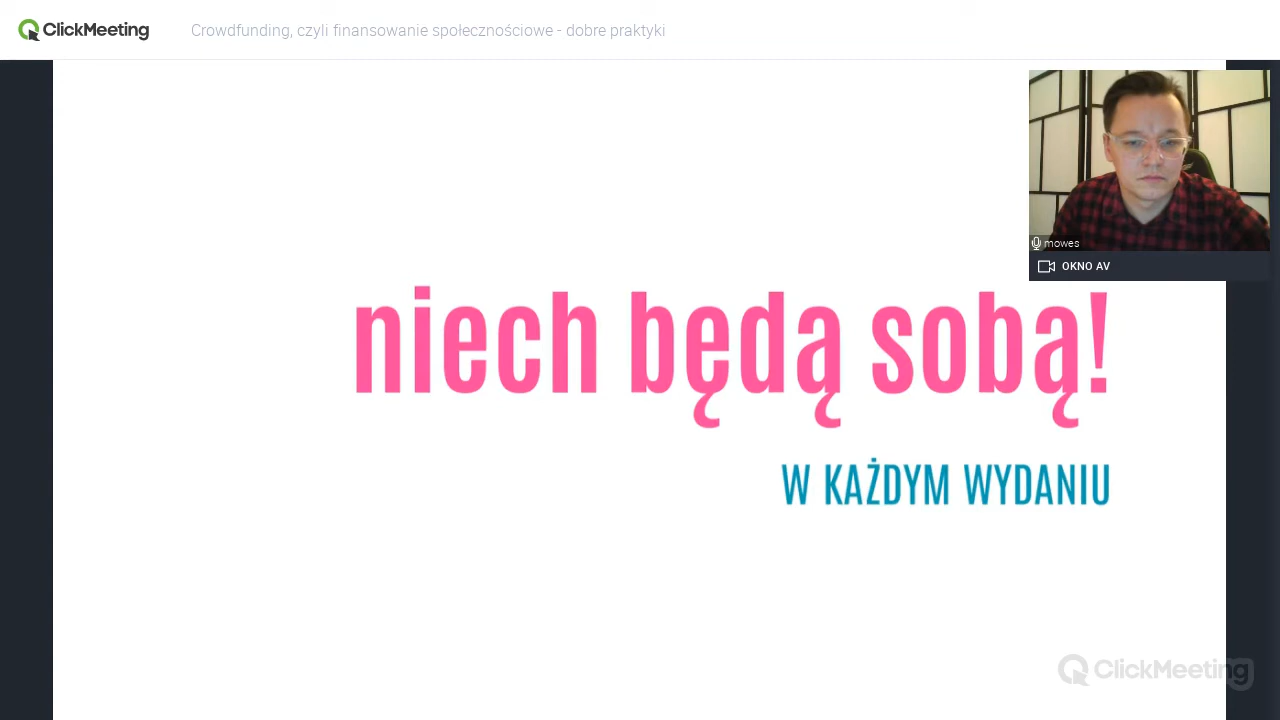 ClickMeeting
Crowdfunding, czyli finansowanie społecznościowe - dobre praktyki
mowes
OKNO AV
niech będą sobą!
W KAŻDYM WYDANIU
ClickMeeting